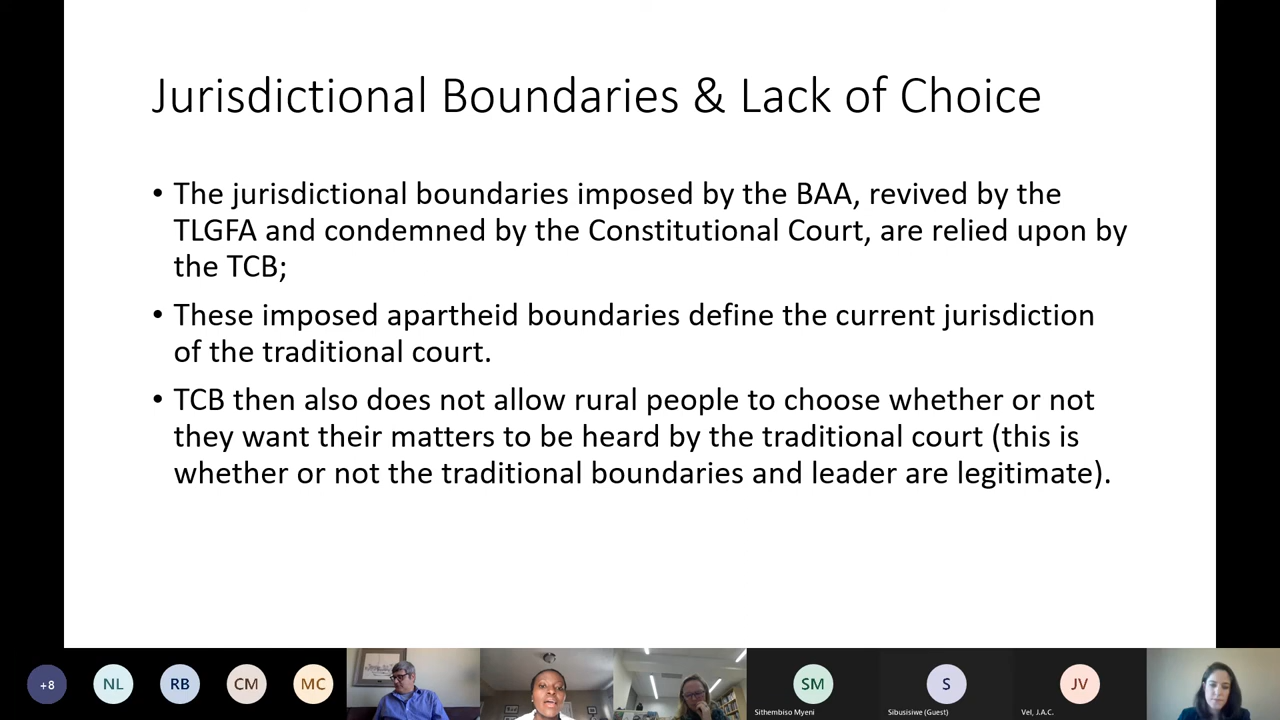 Jurisdictional Boundaries & Lack of Choice
• The jurisdictional boundaries imposed by the BAA, revived by the
TLGFA and condemned by the Constitutional Court, are relied upon by
the TCB;
• These imposed apartheid boundaries define the current jurisdiction
of the traditional court.
• TCB then also does not allow rural people to choose whether or not
they want their matters to be heard by the traditional court (this is
whether or not the traditional boundaries and leader are legitimate).
+8
NL
RB
CM
MC
SM
Sithembiso Myeni
S
Sibusisiwe (Guest)
JV
Vel, J.A.C.